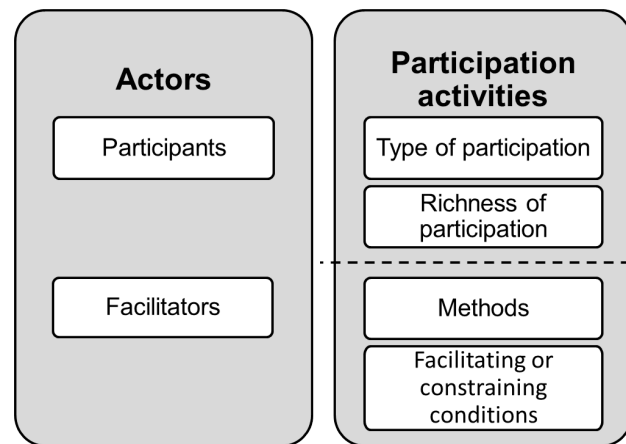 Actors
Participants
Facilitators
Participation
activities
Type of participation
Richness of
participation
Methods
Facilitating or
constraining
conditions